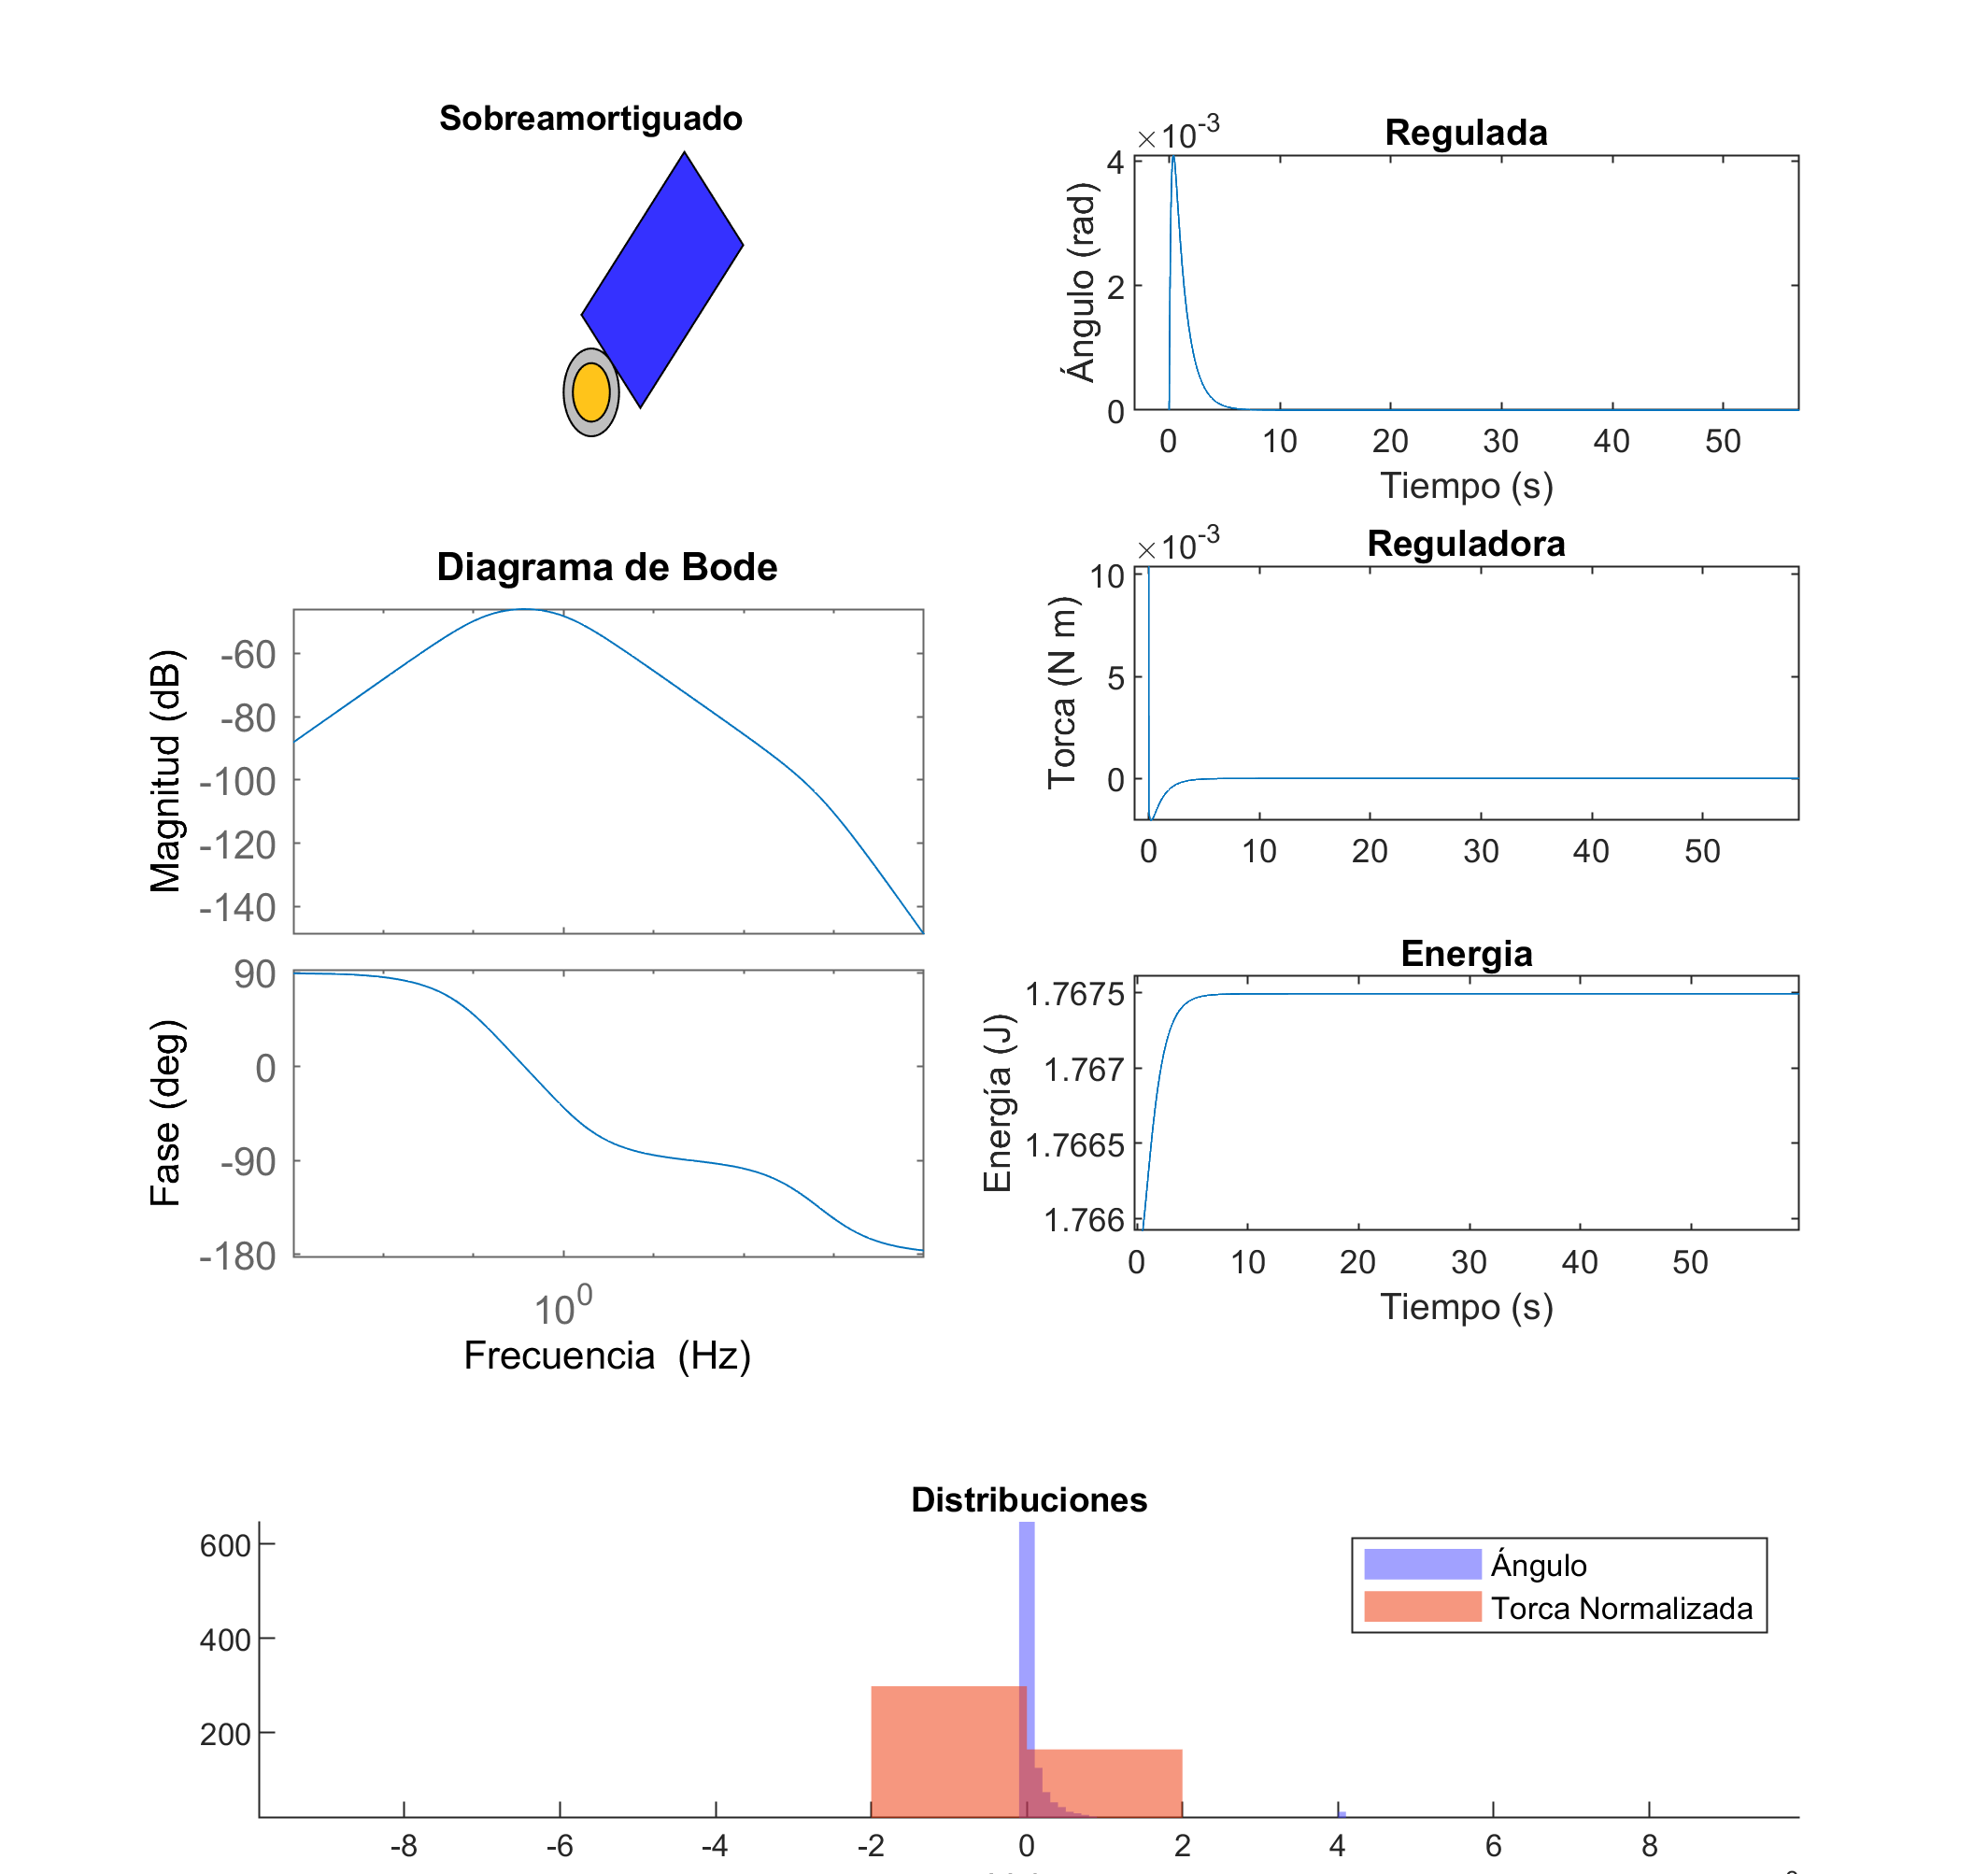 Sobreamortiguado
Regulada
×10-3
Ángulo (rad)
4
2
0
0 10 20 30 40 50
Tiempo (s)
Reguladora
×10-3
Torca (N m)
10
5
0
0 10 20 30 40 50
Diagrama de Bode
Magnitud (dB)
-60
-80
-100
-120
-140
Fase (deg)
90
0
-90
-180
100
Frecuencia (Hz)
Energia
Energía (J)
1.7675
1.767
1.7665
1.766
0 10 20 30 40 50
Tiempo (s)
Distribuciones
600
400
200
Ángulo
Torca Normalizada
-8 -6 -4 -2 0 2 4 6 8